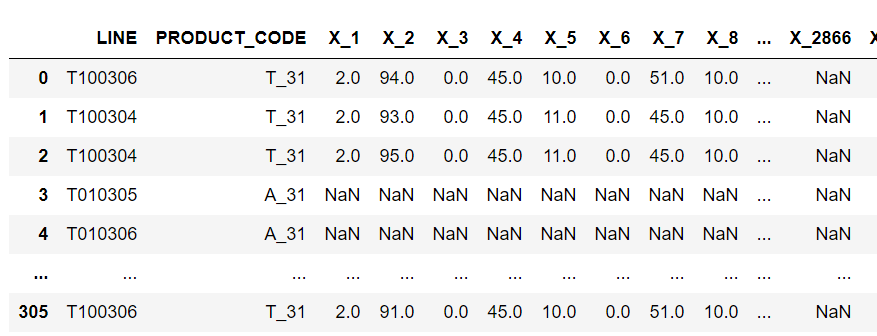 LINE PRODUCT_CODE X_1 X_2 X_3 X_4 X_5 X_6 X_7 X_8 ... X_2866
0 T100306 T_31 2.0 94.0 0.0 45.0 10.0 0.0 51.0 10.0 ... NaN
1 T100304 T_31 2.0 93.0 0.0 45.0 11.0 0.0 45.0 10.0 ... NaN
2 T100304 T_31 2.0 95.0 0.0 45.0 11.0 0.0 45.0 10.0 ... NaN
3 T010305 A_31 NaN NaN NaN NaN NaN NaN NaN NaN ... NaN
4 T010306 A_31 NaN NaN NaN NaN NaN NaN NaN NaN ... NaN
... ... ... ... ... ... ... ... ... ... ... ... ...
305 T100306 T_31 2.0 91.0 0.0 45.0 10.0 0.0 51.0 10.0 ... NaN